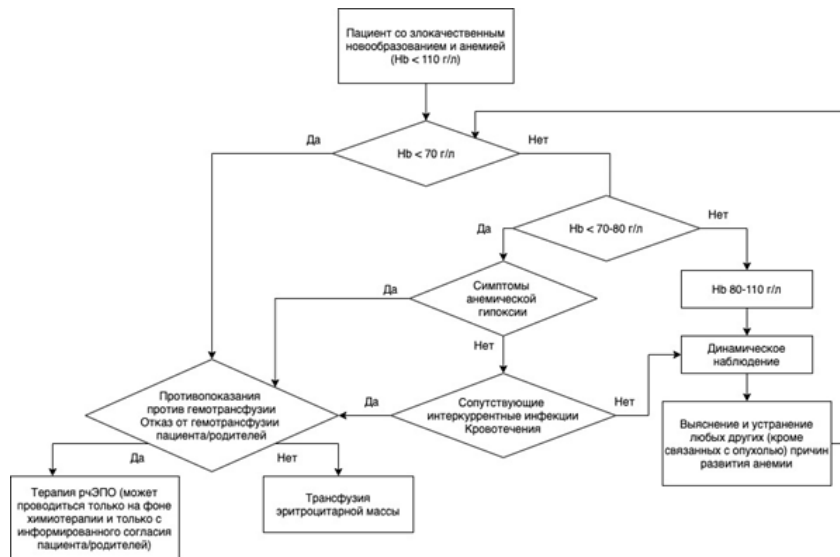 Пациент со злокачественным
новообразованием и анемией
(Hb < 110 г/л)
Да
Hb < 70 г/л
Нет
Hb < 70-80 г/л
Нет
Да
Симптомы
анемической
гипоксии
Да
Hb 80-110 г/л
Нет
Динамическое
наблюдение
Противопоказания
против гемотрансфузии
Отказ от гемотрансфузии
пациента/родителей
Да
Сопутствующие
интеркуррентные инфекции
Кровотечения
Нет
Выяснение и устранение
любых других (кроме
связанных с опухолью) причин
развития анемии
Да
Нет
Терапия рчЭПО (может
проводиться только на фоне
химиотерапии и только с
информированного согласия
пациента/родителей)
Трансфузия
эритроцитарной массы